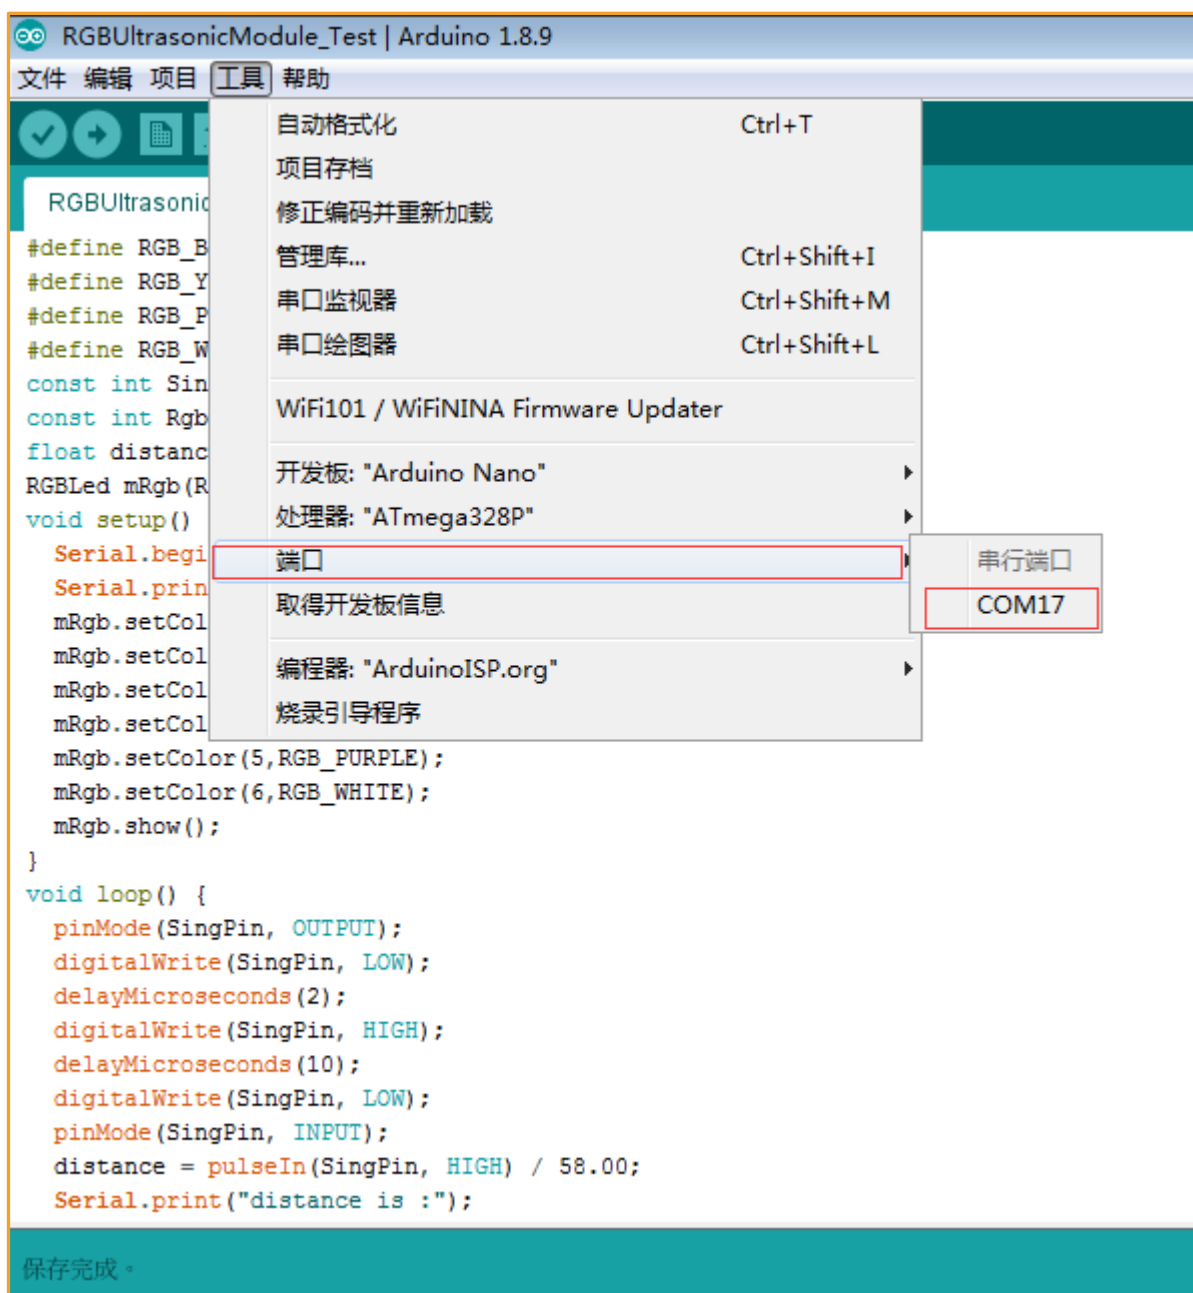 RGBUltrasonicModule_Test | Arduino 1.8.9
文件 编辑 项目 工具 帮助
自动格式化 Ctrl+T
项目存档
修正编码并重新加载
管理库... Ctrl+Shift+I
串口监视器 Ctrl+Shift+M
串口绘图器 Ctrl+Shift+L
WiFi101 / WiFiNINA Firmware Updater
开发板: "Arduino Nano"
处理器: "ATmega328P"
端口
取得开发板信息
编程器: "ArduinoISP.org"
烧录引导程序
串行端口
COM17
RGBUltrasonic
#define RGB_B
#define RGB_Y
#define RGB_P
#define RGB_W
const int Sin
const int Rgb
float distanc
RGBLed mRgb(R
void setup()
Serial.begi
Serial.prin
mRgb.setCol
mRgb.setCol
mRgb.setCol
mRgb.setCol
mRgb.setColor(5,RGB_PURPLE);
mRgb.setColor(6,RGB_WHITE);
mRgb.show();
}
void loop() {
pinMode(SingPin, OUTPUT);
digitalWrite(SingPin, LOW);
delayMicroseconds(2);
digitalWrite(SingPin, HIGH);
delayMicroseconds(10);
digitalWrite(SingPin, LOW);
pinMode(SingPin, INPUT);
distance = pulseIn(SingPin, HIGH) / 58.00;
Serial.print("distance is :");
保存完成。